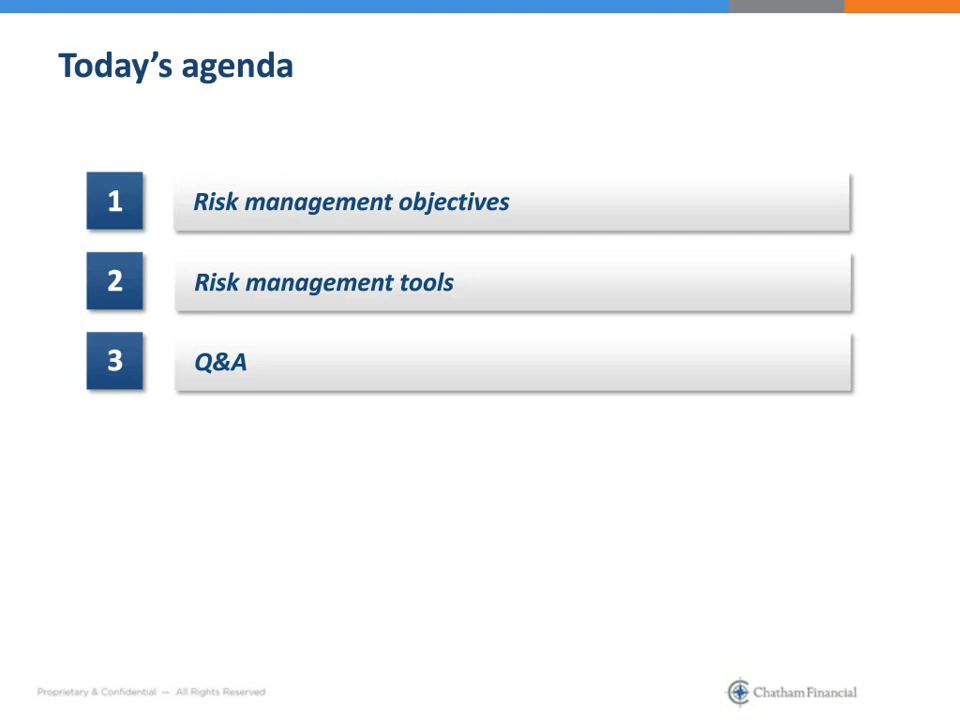 Today's agenda
1 Risk management objectives
2 Risk management tools
3 Q&A
Proprietary & Confidential — All Rights Reserved
Chatham Financial